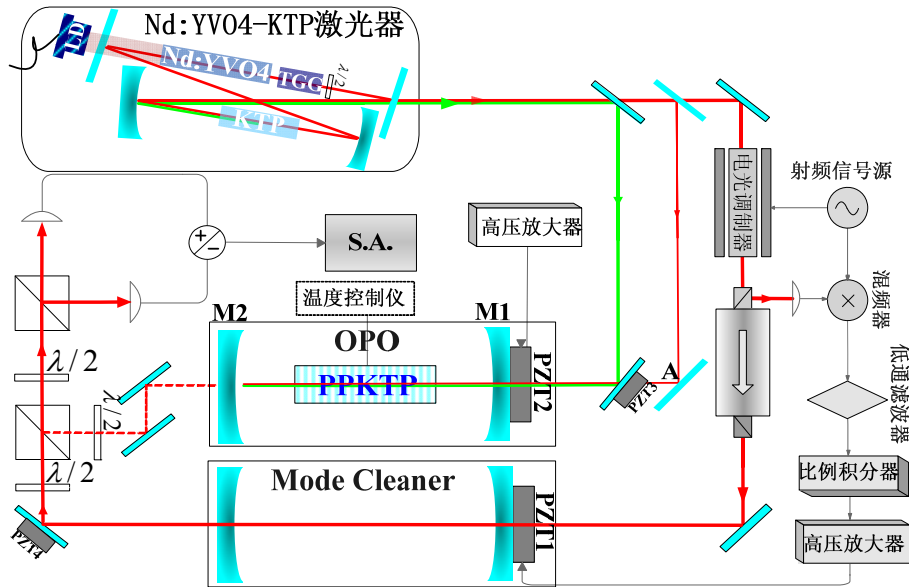 Nd:YVO4-KTP激光器
LD
Nd:YVO4
TGG
λ/2
KTP
电光调制器
射频信号源
混频器
低通滤波器
比例积分器
高压放大器
高压放大器
S.A.
温度控制仪
+
−
×
M2
M1
OPO
PPKTP
PZT2
PZT3
A
λ/2
λ/2
λ/2
Mode Cleaner
PZT1
PZT4